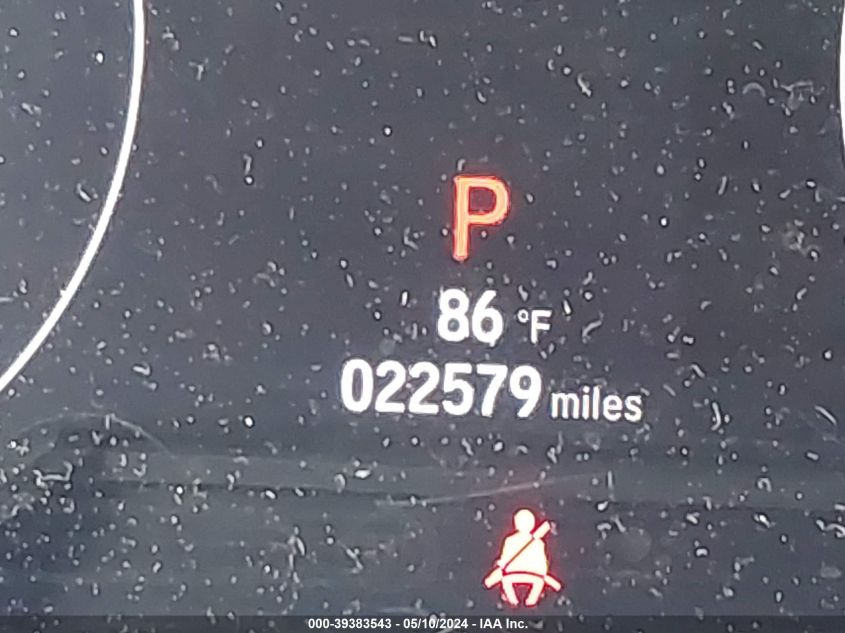 P
86 °F
022579 miles
000-39383543 - 05/10/2024 - IAA Inc.